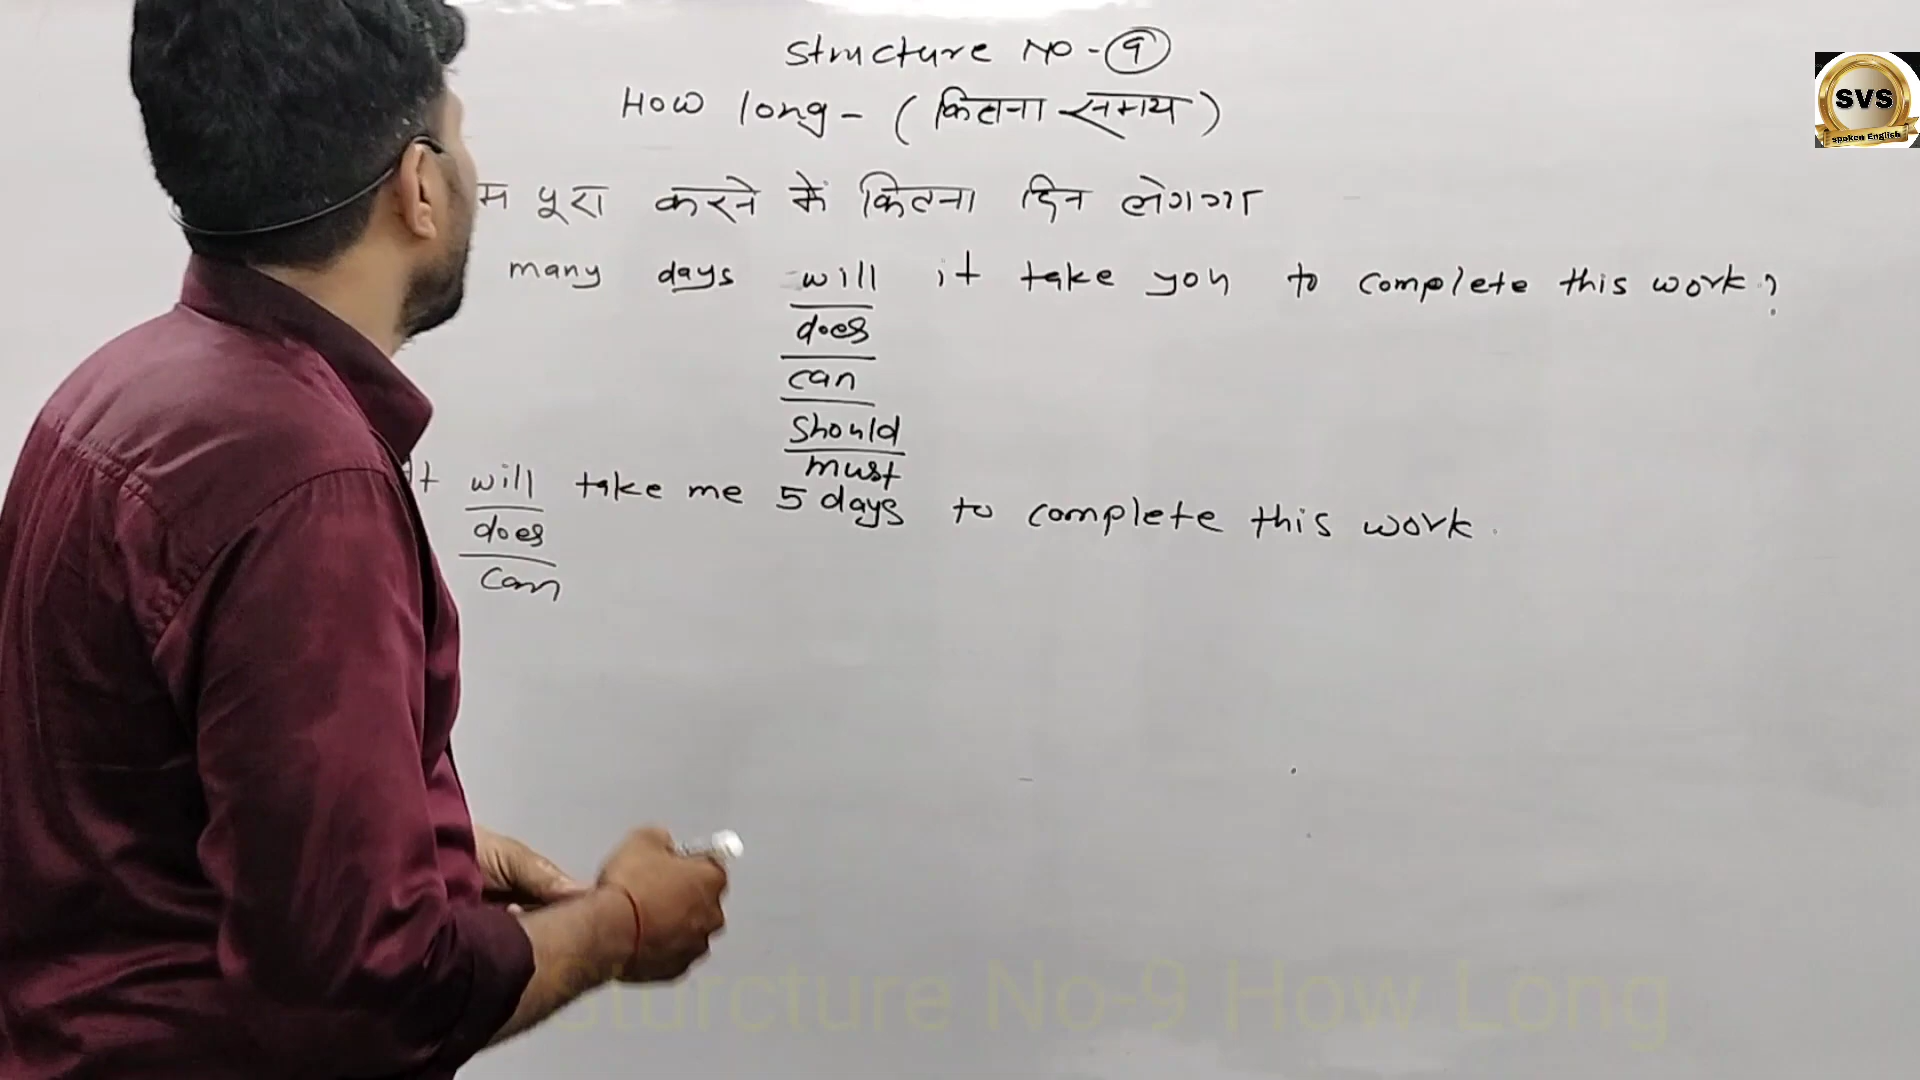 Structure No - 9
How long - (कितना समय)
म पूरा करने में कितना दिन लेगगा
many days will it take you to complete this work?
does
can
should
must
It will take me 5 days to complete this work.
does
can
SVS
spoken English
Sturcture No-9 How Long